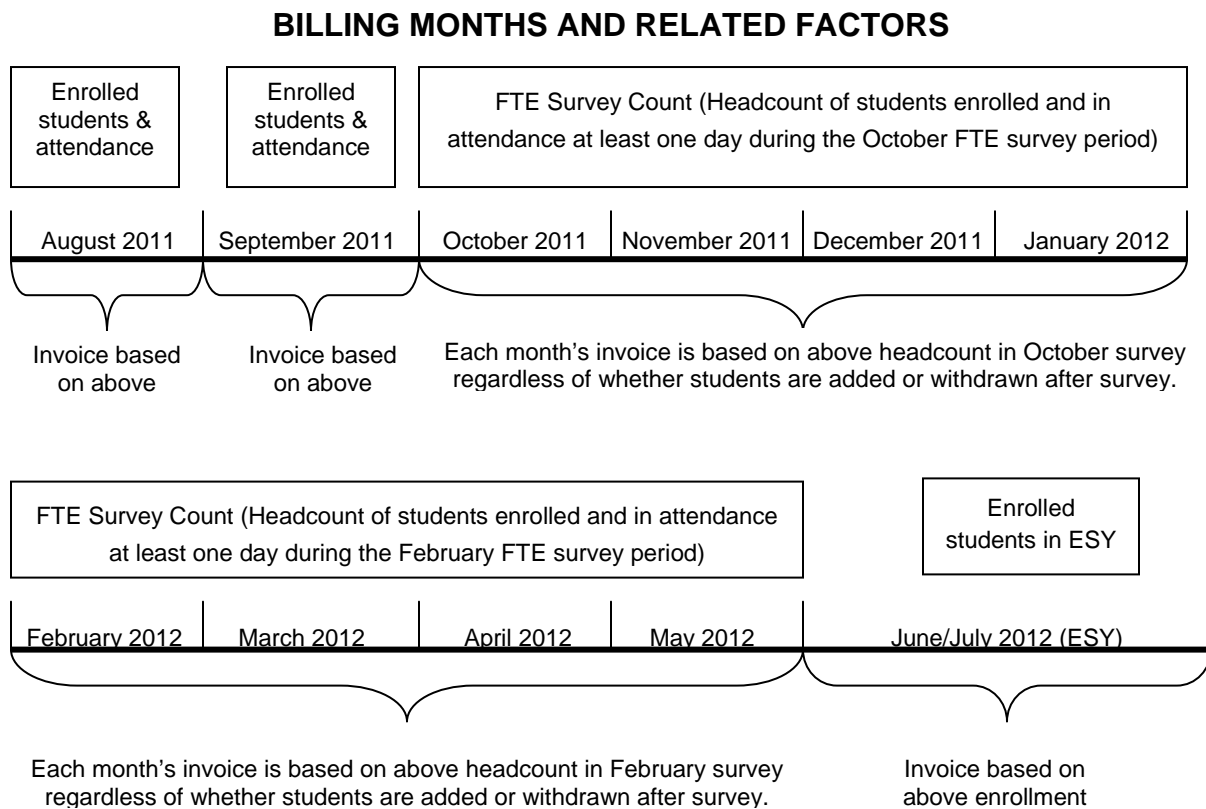 BILLING MONTHS AND RELATED FACTORS
Enrolled
students &
attendance
Enrolled
students &
attendance
FTE Survey Count (Headcount of students enrolled and in
attendance at least one day during the October FTE survey period)
August 2011
September 2011
October 2011
November 2011
December 2011
January 2012
Invoice based
on above
Invoice based
on above
Each month’s invoice is based on above headcount in October survey
regardless of whether students are added or withdrawn after survey.
FTE Survey Count (Headcount of students enrolled and in attendance
at least one day during the February FTE survey period)
Enrolled
students in ESY
February 2012
March 2012
April 2012
May 2012
June/July 2012 (ESY)
Each month’s invoice is based on above headcount in February survey
regardless of whether students are added or withdrawn after survey.
Invoice based on
above enrollment